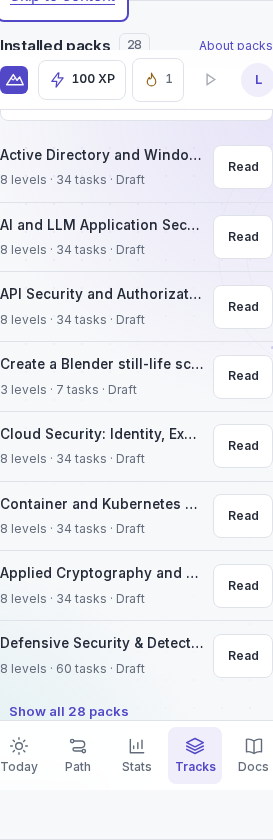 Skip to content
Installed packs 28 About packs
100 XP 1 L
Active Directory and Windo...
8 levels · 34 tasks · Draft
Read
AI and LLM Application Sec...
8 levels · 34 tasks · Draft
Read
API Security and Authorizat...
8 levels · 34 tasks · Draft
Read
Create a Blender still-life sc...
3 levels · 7 tasks · Draft
Read
Cloud Security: Identity, Ex...
8 levels · 34 tasks · Draft
Read
Container and Kubernetes ...
8 levels · 34 tasks · Draft
Read
Applied Cryptography and ...
8 levels · 34 tasks · Draft
Read
Defensive Security & Detect...
8 levels · 60 tasks · Draft
Read
Show all 28 packs
Today Path Stats Tracks Docs